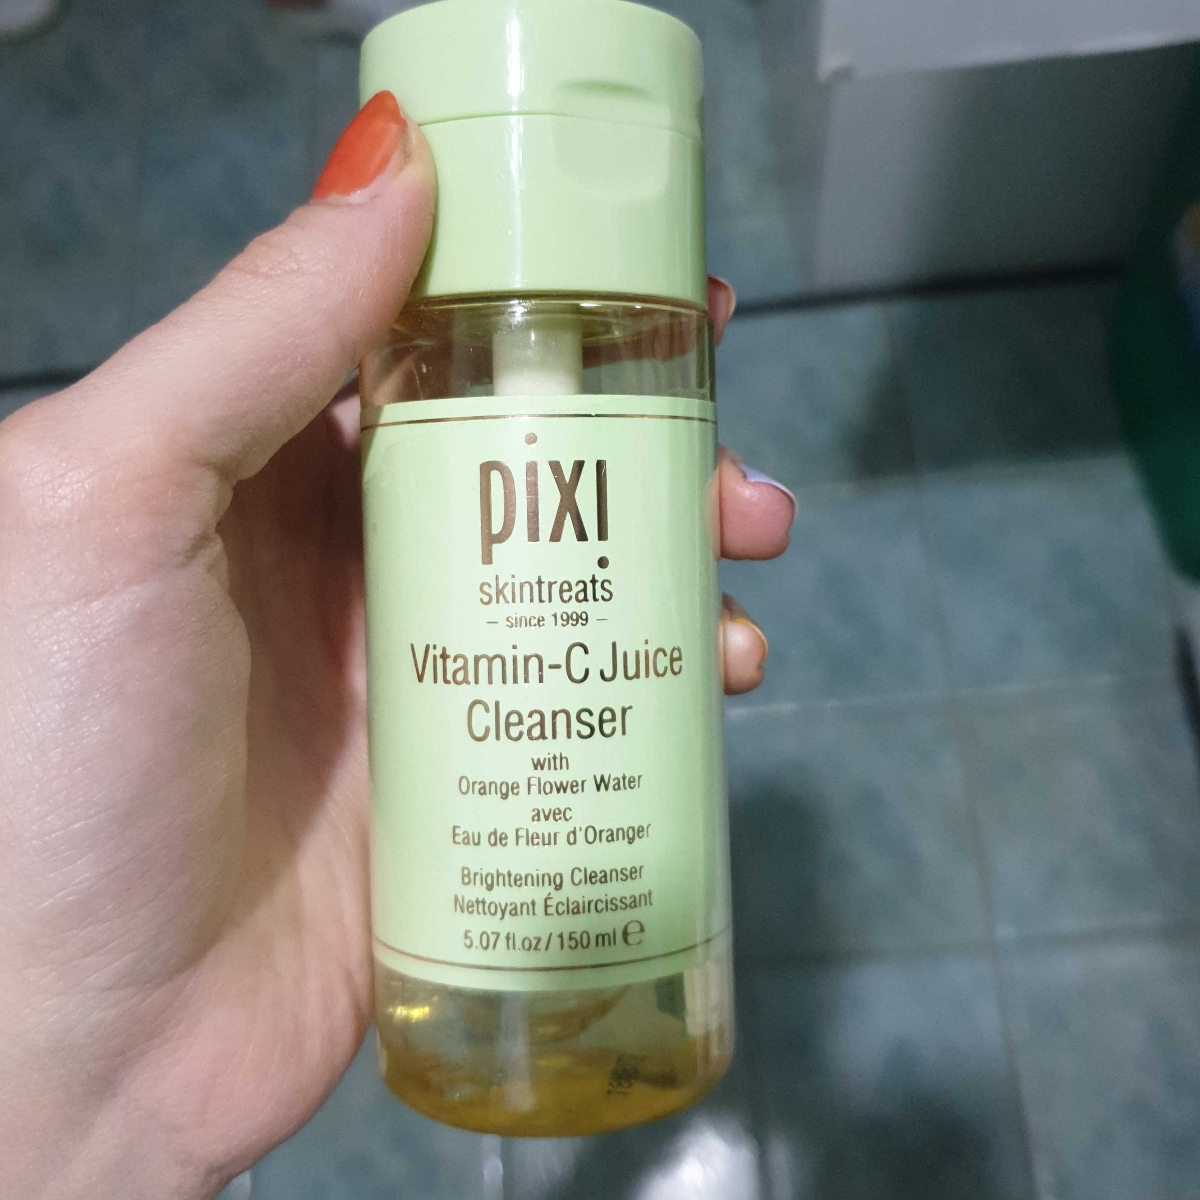 pixi
skintreats
– since 1999 –
Vitamin-C Juice
Cleanser
with
Orange Flower Water
avec
Eau de Fleur d'Oranger
Brightening Cleanser
Nettoyant Éclaircissant
5.07 fl.oz / 150 ml ℮